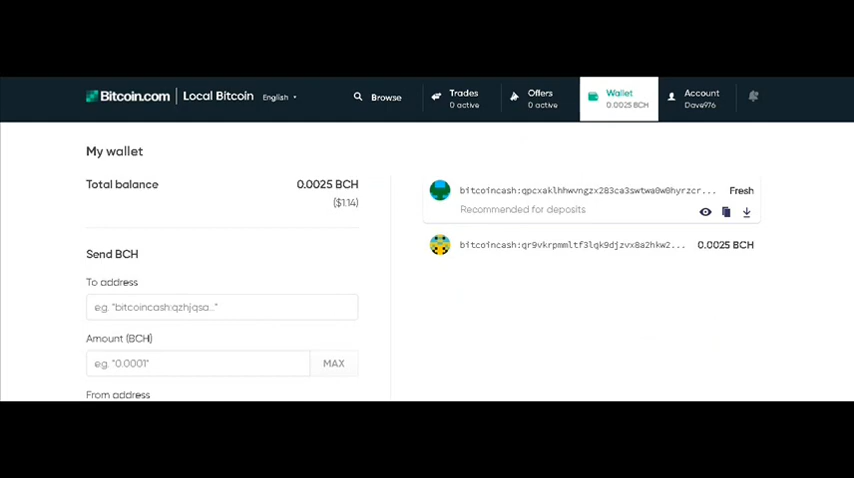 Bitcoin.com | Local Bitcoin English
Browse
Trades
0 active
Offers
0 active
Wallet
0.0025 BCH
Account
Dave976
My wallet
Total balance 0.0025 BCH
($1.14)
Send BCH
To address
eg. "bitcoincash:qzhjqsa..."
Amount (BCH)
eg. "0.0001" MAX
From address
bitcoincash:qpcxaklhhwvngzx283ca3swtwa0w0hyrzcr... Fresh
Recommended for deposits
bitcoincash:qr9vkrpmmltf3lqk9djzvx8a2hkw2... 0.0025 BCH